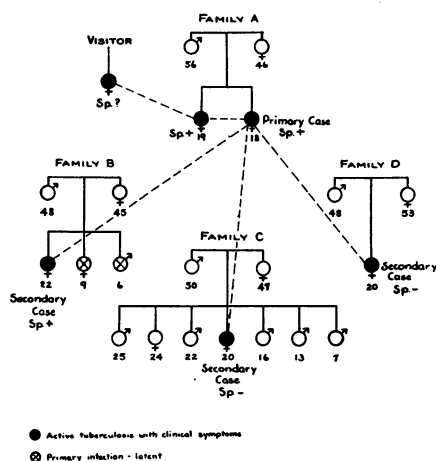 FAMILY A
VISITOR
56 46
Sp.?
Sp.+ 19
18
Primary Case
Sp.+
FAMILY B
FAMILY D
48 45
48 53
FAMILY C
50 49
22 9 6
Secondary
Case
Sp.+
20
Secondary
Case
Sp.-
25 24 22 20 16 13 7
Secondary
Case
Sp.-
Active tuberculosis with clinical symptoms
Primary infection - latent